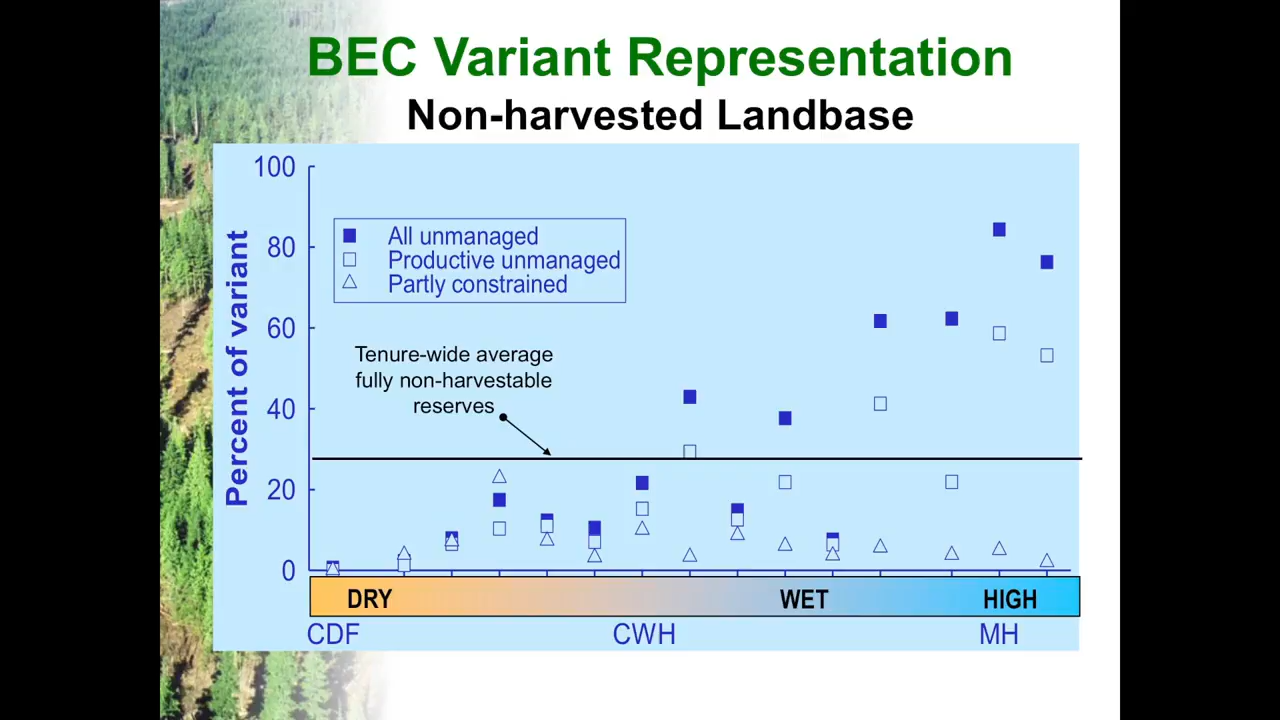 BEC Variant Representation
Non-harvested Landbase
100
80
60
40
20
0
Percent of variant
All unmanaged
Productive unmanaged
Partly constrained
Tenure-wide average
fully non-harvestable
reserves
DRY
WET
HIGH
CDF
CWH
MH